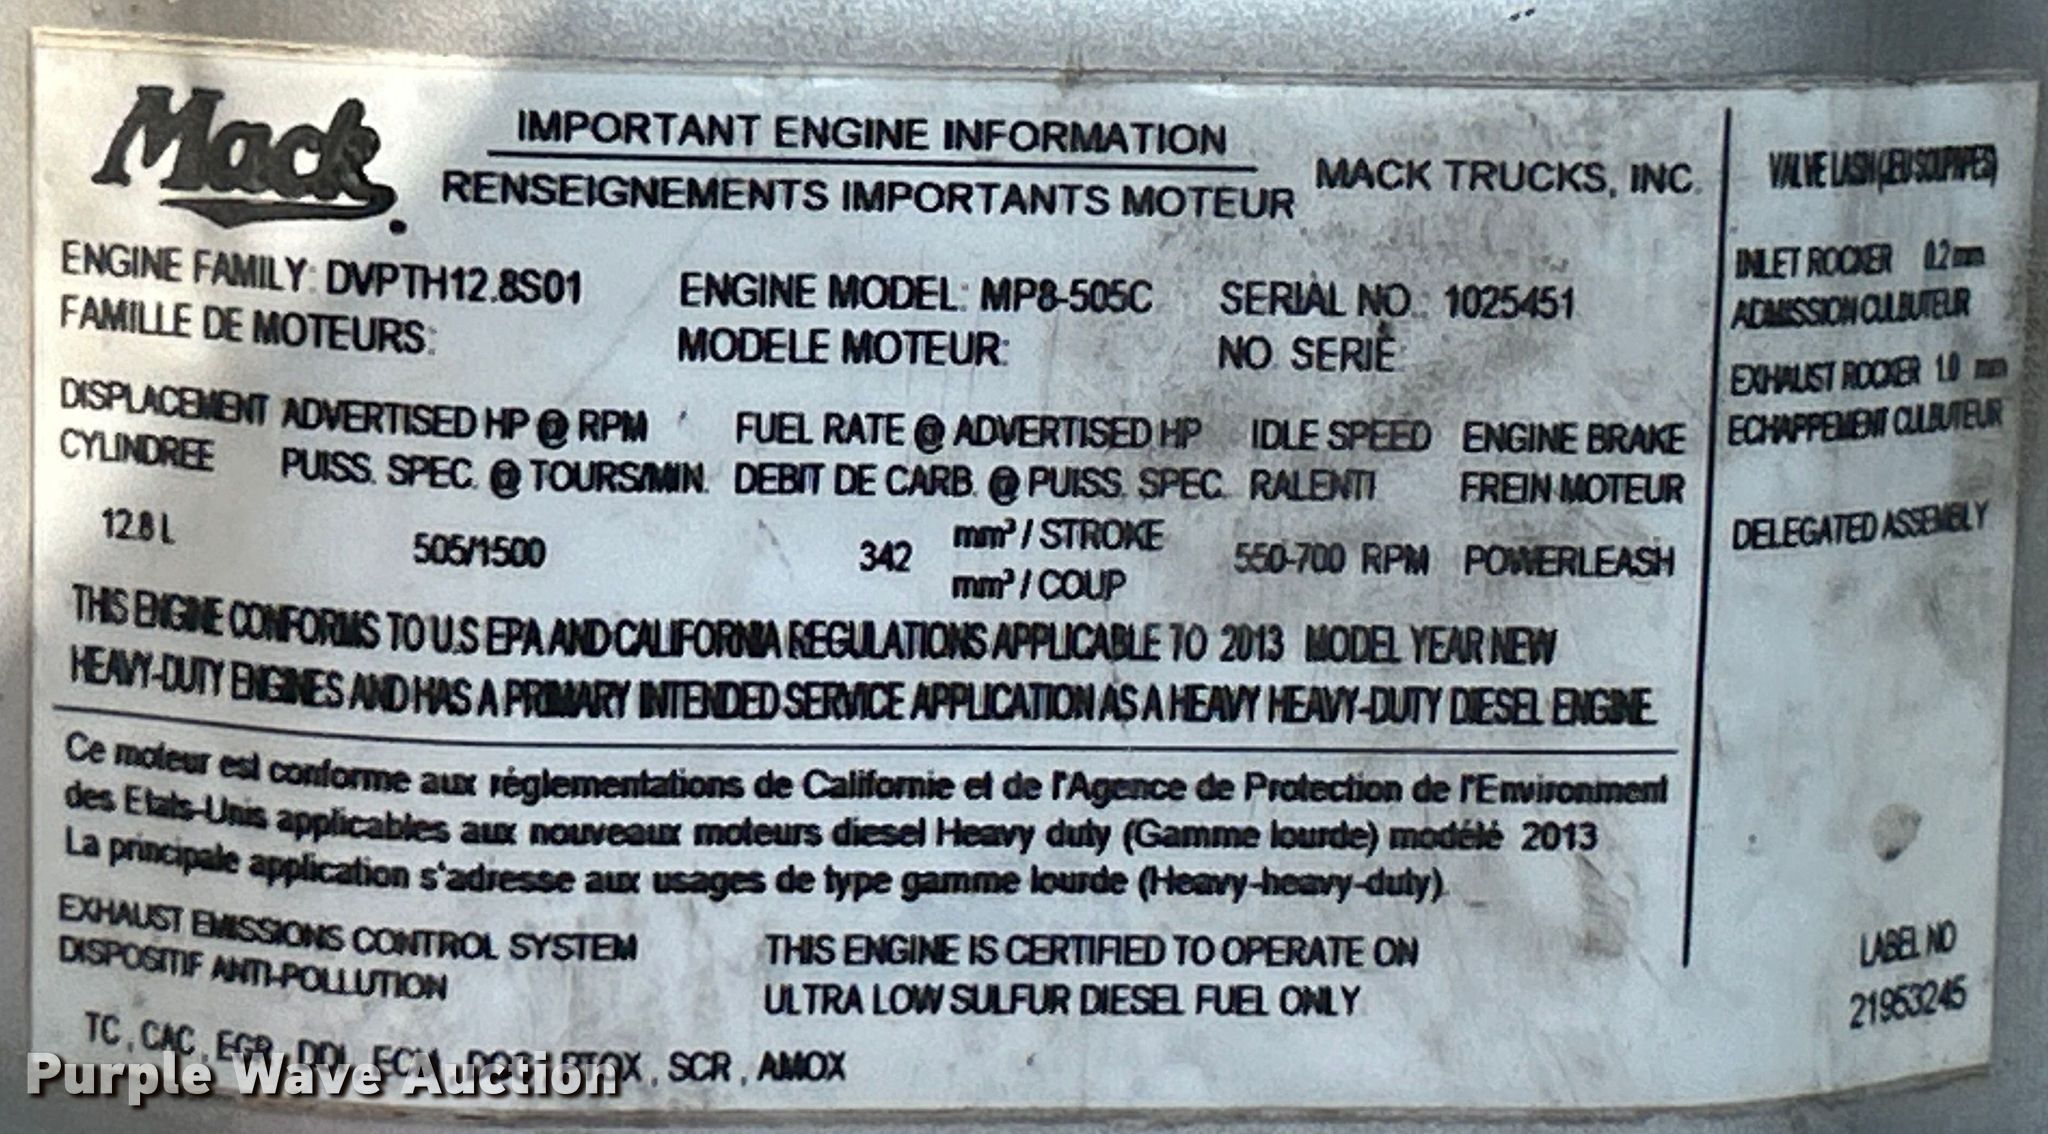 Mack
IMPORTANT ENGINE INFORMATION
RENSEIGNEMENTS IMPORTANTS MOTEUR
MACK TRUCKS, INC.
ENGINE FAMILY: DVPTH12.8S01
FAMILLE DE MOTEURS:
ENGINE MODEL: MP8-505C
MODELE MOTEUR:
SERIAL NO.: 1025451
NO. SERIE:
DISPLACEMENT
CYLINDREE
12.8 L
ADVERTISED HP @ RPM
PUISS. SPEC. @ TOURS/MIN.
505/1500
FUEL RATE @ ADVERTISED HP
DEBIT DE CARB. @ PUISS. SPEC.
342
mm³ / STROKE
mm³ / COUP
IDLE SPEED
RALENTI
550-700 RPM
ENGINE BRAKE
FREIN MOTEUR
POWERLEASH
THIS ENGINE CONFORMS TO U.S EPA AND CALIFORNIA REGULATIONS APPLICABLE TO 2013 MODEL YEAR NEW
HEAVY-DUTY ENGINES AND HAS A PRIMARY INTENDED SERVICE APPLICATION AS A HEAVY HEAVY-DUTY DIESEL ENGINE.
Ce moteur est conforme aux réglementations de Californie et de l'Agence de Protection de l'Environment
des Etats-Unis applicables aux nouveaux moteurs diesel Heavy duty (Gamme lourde) modélé 2013
La principale application s'adresse aux usages de type gamme lourde (Heavy-heavy-duty).
EXHAUST EMISSIONS CONTROL SYSTEM
DISPOSITIF ANTI-POLLUTION
TC , CAC , EGR , DDI , ECM , PTOX , SCR , AMOX
THIS ENGINE IS CERTIFIED TO OPERATE ON
ULTRA LOW SULFUR DIESEL FUEL ONLY
VALVE LASH (JEU SOUPAPES)
INLET ROCKER 0.2 mm
ADMISSION CULBUTEUR
EXHAUST ROCKER 1.0 mm
ECHAPPEMENT CULBUTEUR
DELEGATED ASSEMBLY
LABEL NO
21953245
Purple Wave Auction